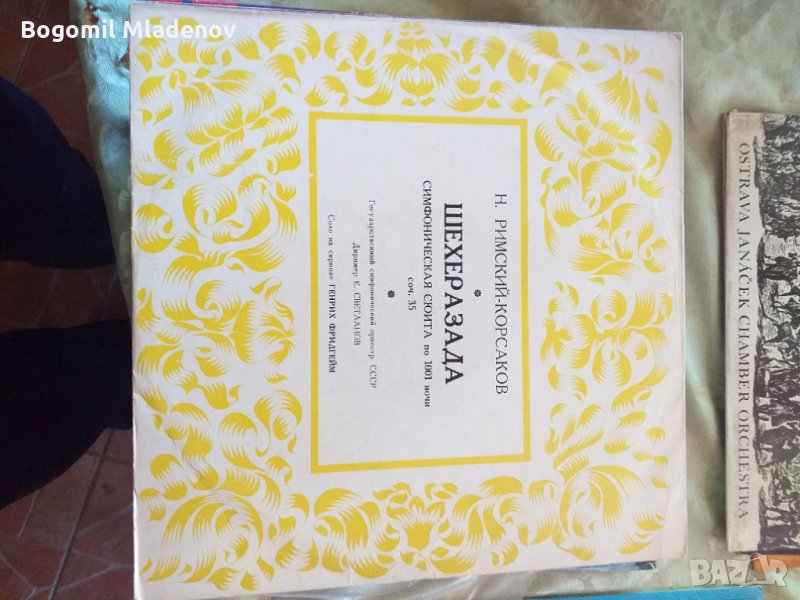 Bogomil Mladenov
Н. РИМСКИЙ-КОРСАКОВ
*
ШЕХЕРАЗАДА
СИМФОНИЧЕСКАЯ СЮИТА по 1001 ночи
соч. 35
*
Государственный симфонический оркестр СССР
Дирижер Е. СВЕТЛАНОВ
Соло на скрипке ГЕНРИХ ФРИДГЕЙМ
OSTRAVA JANÁČEK CHAMBER ORCHESTRA
BAZAR